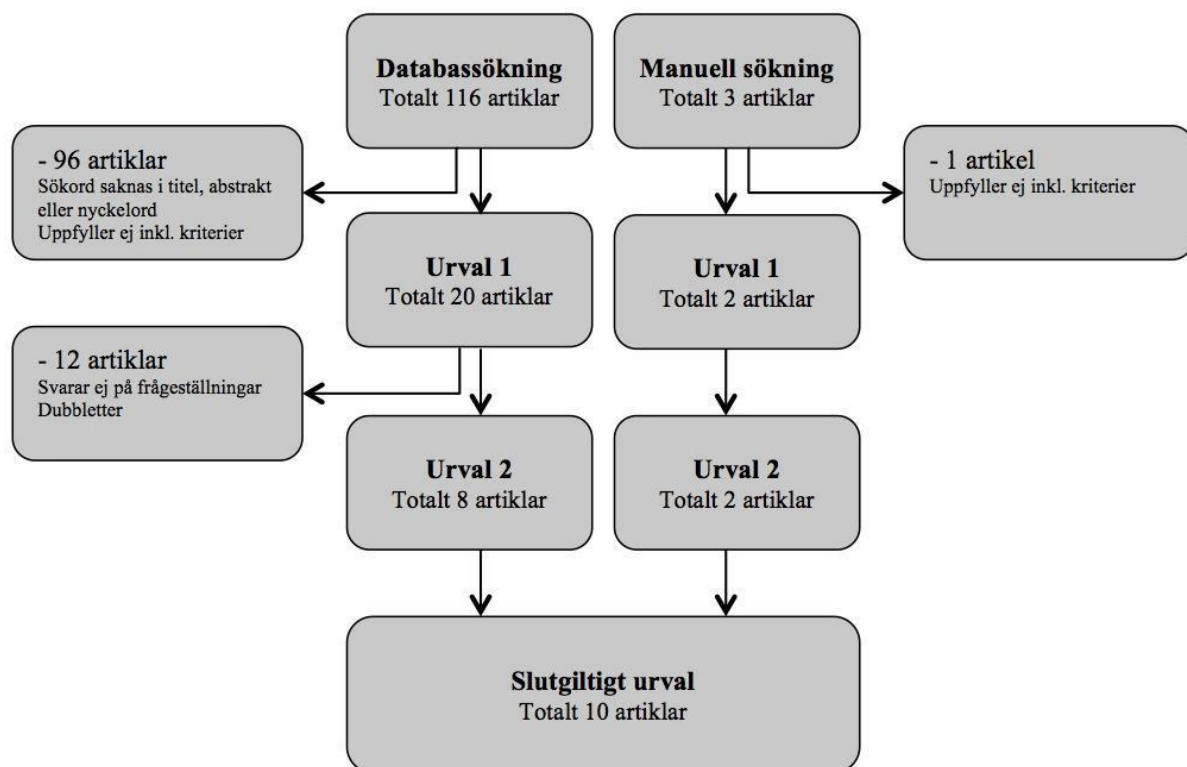 Databassökning
Totalt 116 artiklar
Manuell sökning
Totalt 3 artiklar
- 96 artiklar
Sökord saknas i titel, abstrakt
eller nyckelord
Uppfyller ej inkl. kriterier
- 1 artikel
Uppfyller ej inkl. kriterier
Urval 1
Totalt 20 artiklar
Urval 1
Totalt 2 artiklar
- 12 artiklar
Svarar ej på frågeställningar
Dubbletter
Urval 2
Totalt 8 artiklar
Urval 2
Totalt 2 artiklar
Slutgiltigt urval
Totalt 10 artiklar